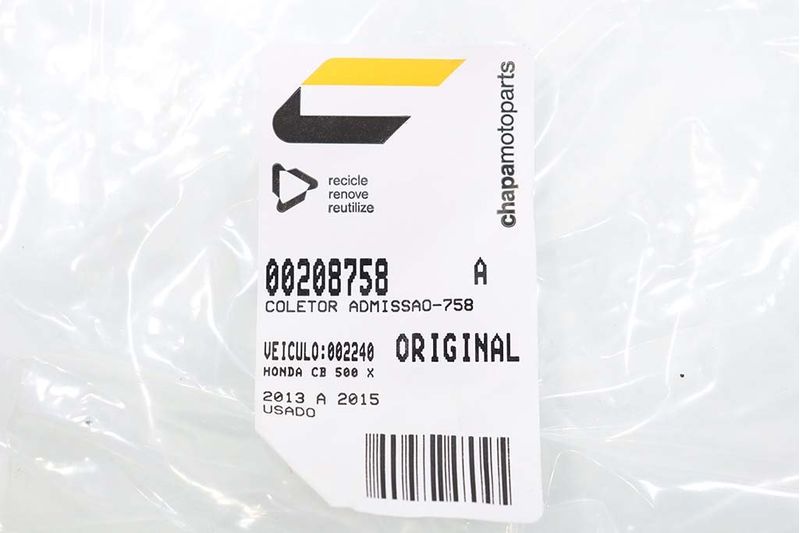 chapamotoparts
recicle
renove
reutilize
00208758 A
COLETOR ADMISSAO-758
VEICULO:002240 ORIGINAL
HONDA CB 500 X
2013 A 2015
USADO